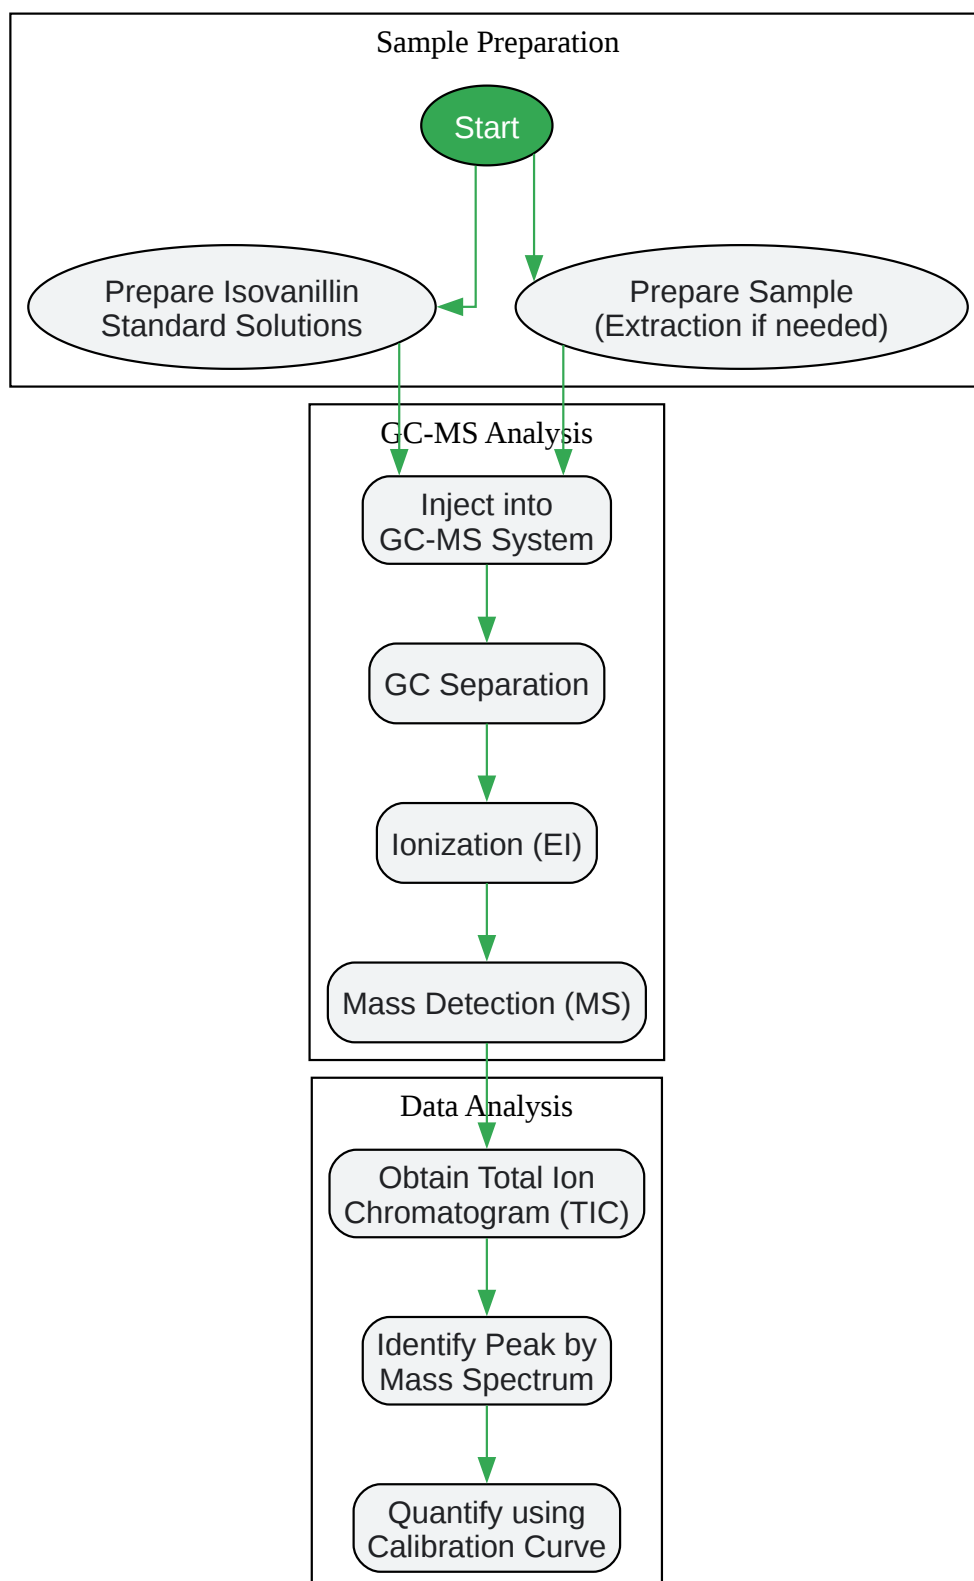 Sample Preparation
Start
Prepare Isovanillin
Standard Solutions
Prepare Sample
(Extraction if needed)
GC-MS Analysis
Inject into
GC-MS System
GC Separation
Ionization (EI)
Mass Detection (MS)
Data Analysis
Obtain Total Ion
Chromatogram (TIC)
Identify Peak by
Mass Spectrum
Quantify using
Calibration Curve